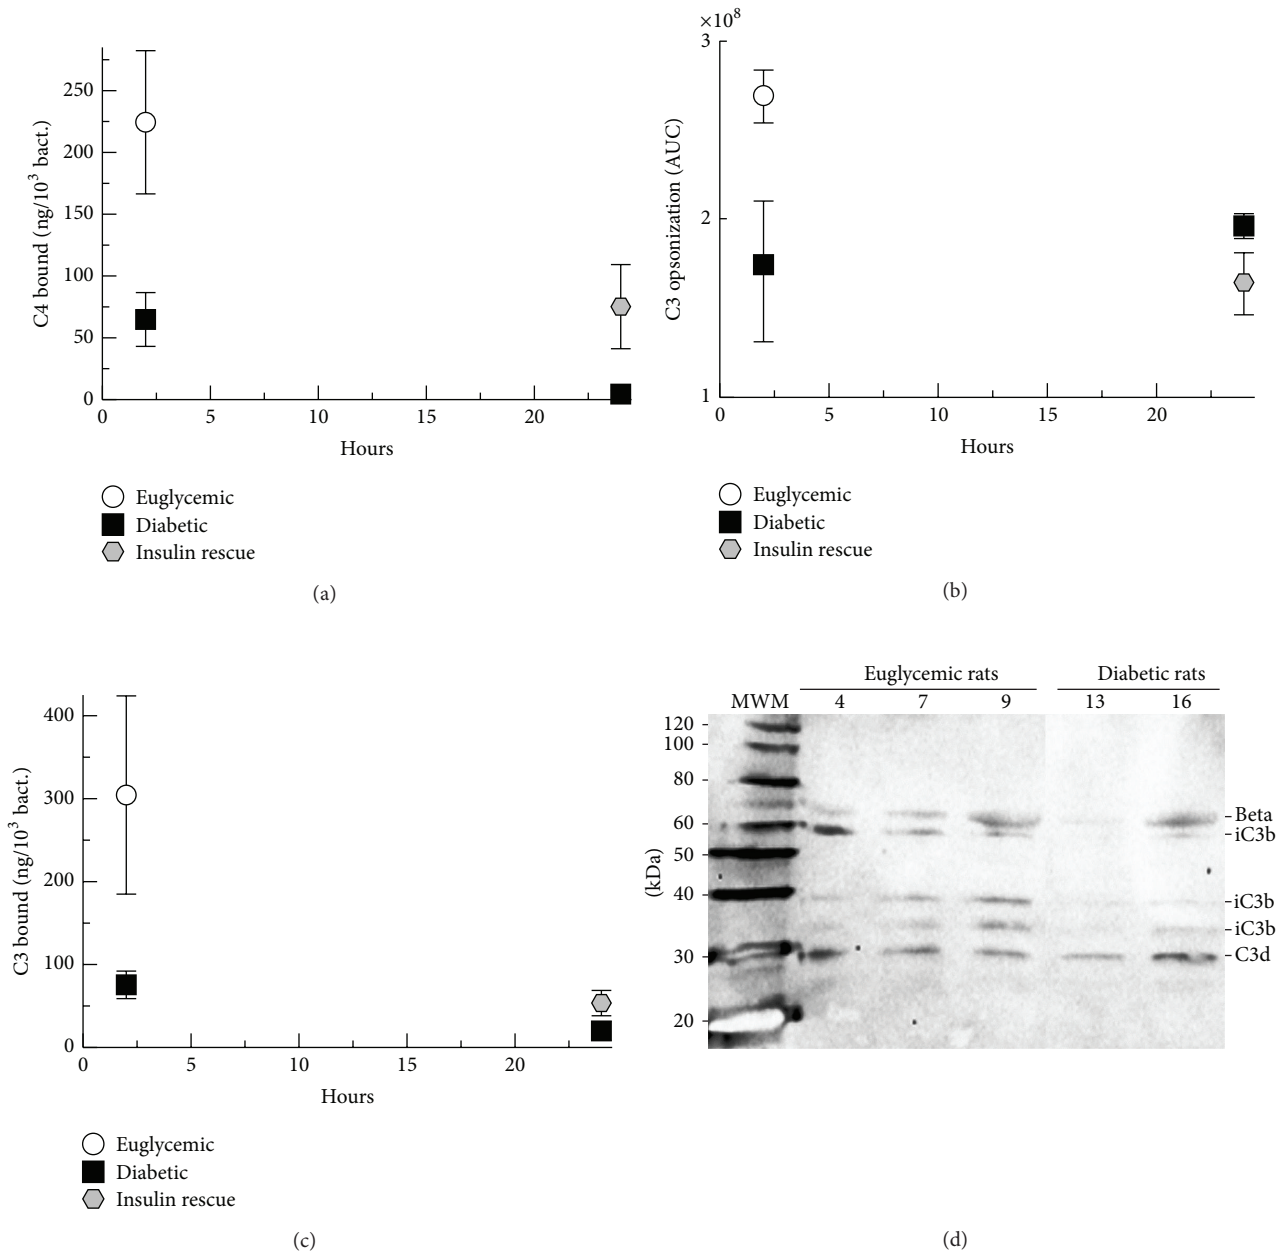 C4 bound (ng/10³ bact.)
250
200
150
100
50
0
0 5 10 15 20
Hours
Euglycemic
Diabetic
Insulin rescue
(a)
×10⁸
C3 opsonization (AUC)
3
2
1
0 5 10 15 20
Hours
Euglycemic
Diabetic
Insulin rescue
(b)
C3 bound (ng/10³ bact.)
400
300
200
100
0
0 5 10 15 20
Hours
Euglycemic
Diabetic
Insulin rescue
(c)
Euglycemic rats Diabetic rats
MWM 4 7 9 13 16
(kDa)
120
100
80
60
50
40
30
20
Beta
iC3b
iC3b
iC3b
C3d
(d)